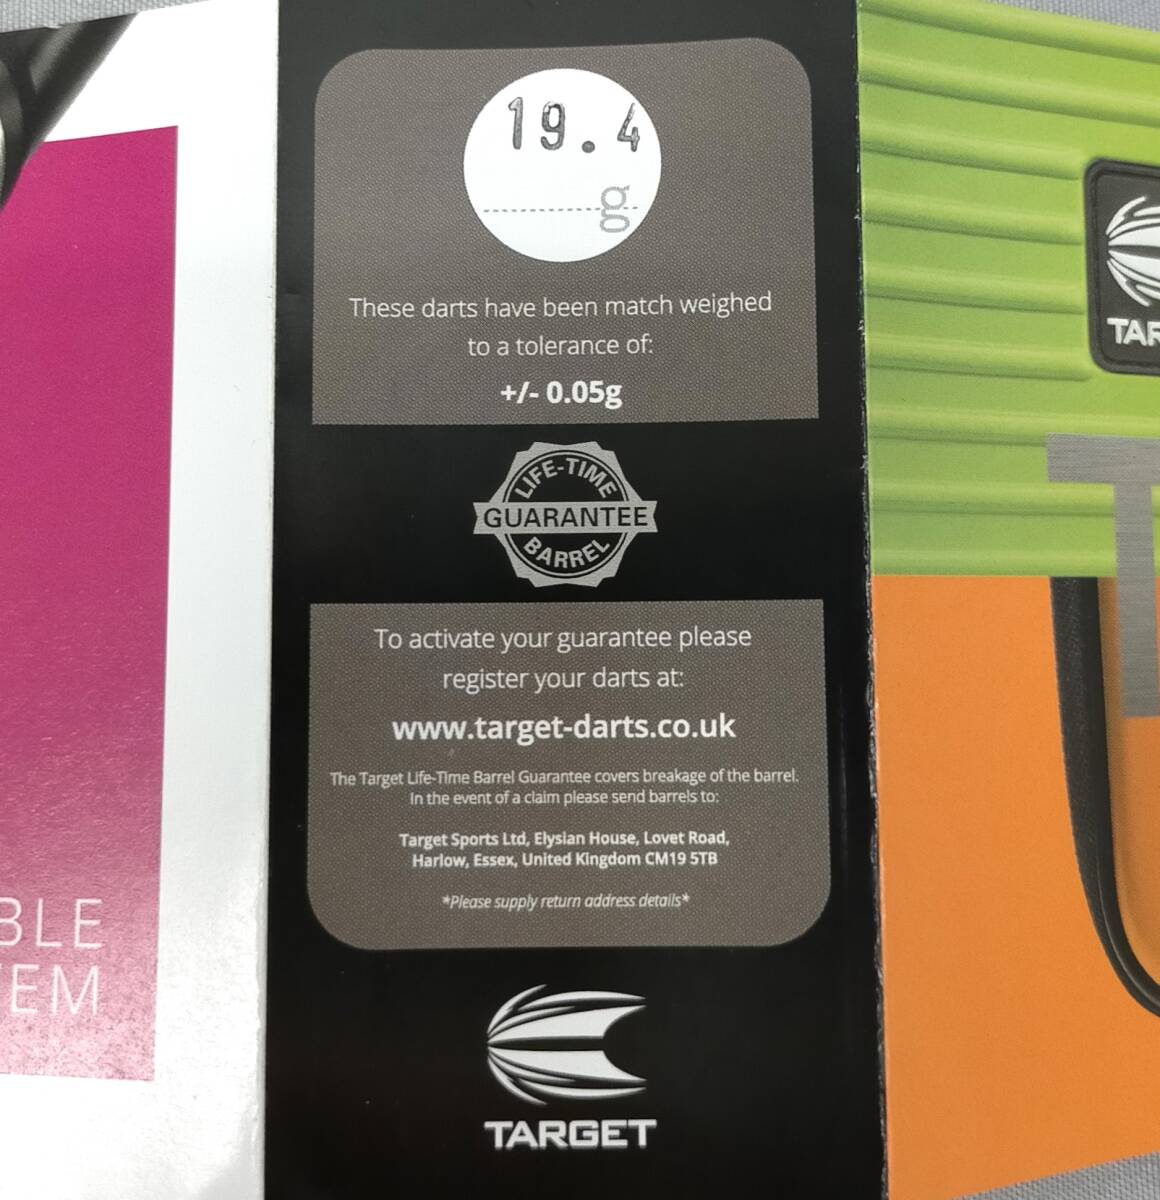 19.4
g
These darts have been match weighed
to a tolerance of:
+/- 0.05g
LIFE-TIME
GUARANTEE
BARREL
To activate your guarantee please
register your darts at:
www.target-darts.co.uk
The Target Life-Time Barrel Guarantee covers breakage of the barrel.
In the event of a claim please send barrels to:
Target Sports Ltd, Elysian House, Lovet Road,
Harlow, Essex, United Kingdom CM19 5TB
*Please supply return address details*
TARGET
BLE
TEM
TAR
T